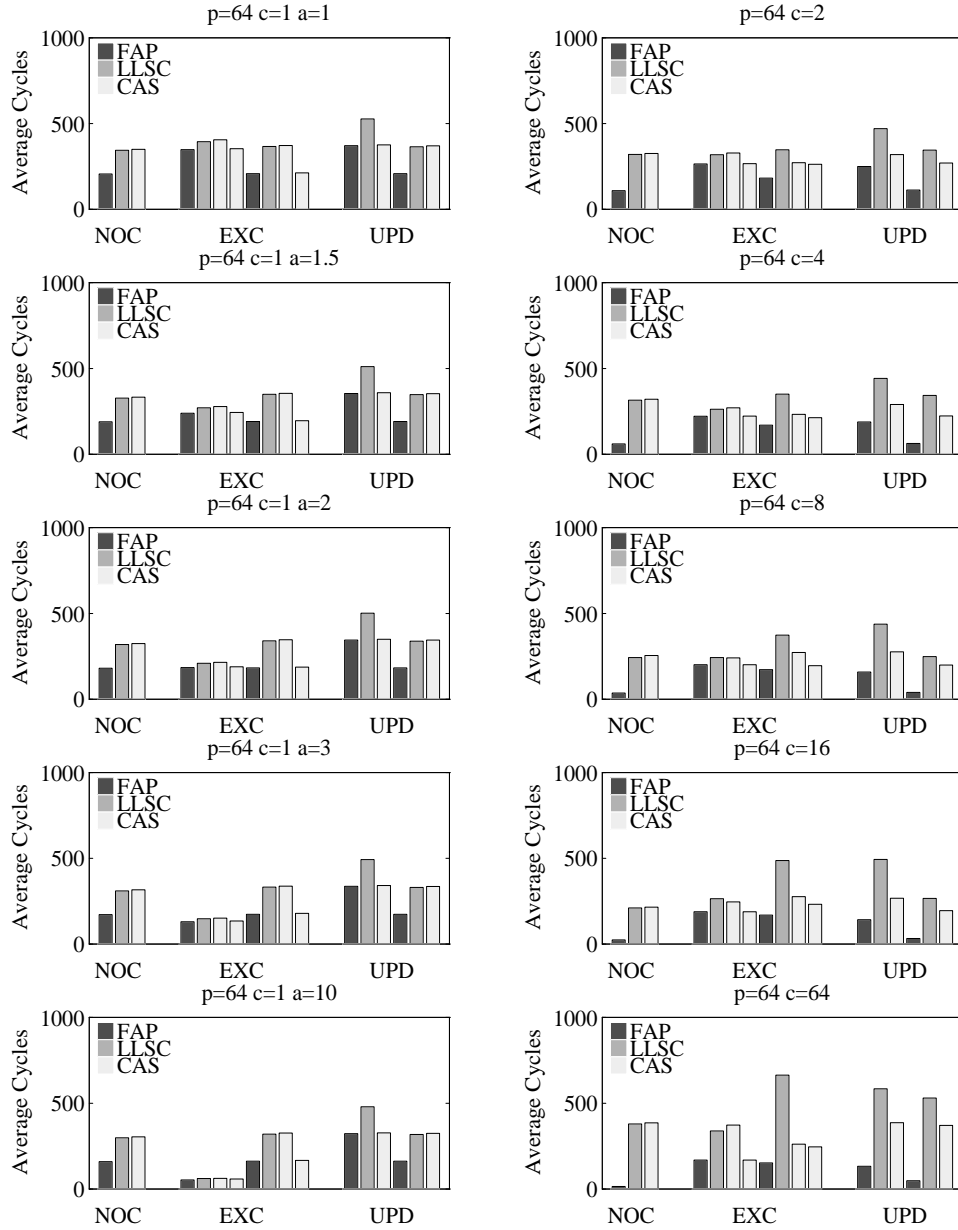 p=64 c=1 a=1
Average Cycles
1000
500
0
FAP
LLSC
CAS
NOC EXC UPD
p=64 c=2
Average Cycles
1000
500
0
FAP
LLSC
CAS
NOC EXC UPD
p=64 c=1 a=1.5
Average Cycles
1000
500
0
FAP
LLSC
CAS
NOC EXC UPD
p=64 c=4
Average Cycles
1000
500
0
FAP
LLSC
CAS
NOC EXC UPD
p=64 c=1 a=2
Average Cycles
1000
500
0
FAP
LLSC
CAS
NOC EXC UPD
p=64 c=8
Average Cycles
1000
500
0
FAP
LLSC
CAS
NOC EXC UPD
p=64 c=1 a=3
Average Cycles
1000
500
0
FAP
LLSC
CAS
NOC EXC UPD
p=64 c=16
Average Cycles
1000
500
0
FAP
LLSC
CAS
NOC EXC UPD
p=64 c=1 a=10
Average Cycles
1000
500
0
FAP
LLSC
CAS
NOC EXC UPD
p=64 c=64
Average Cycles
1000
500
0
FAP
LLSC
CAS
NOC EXC UPD